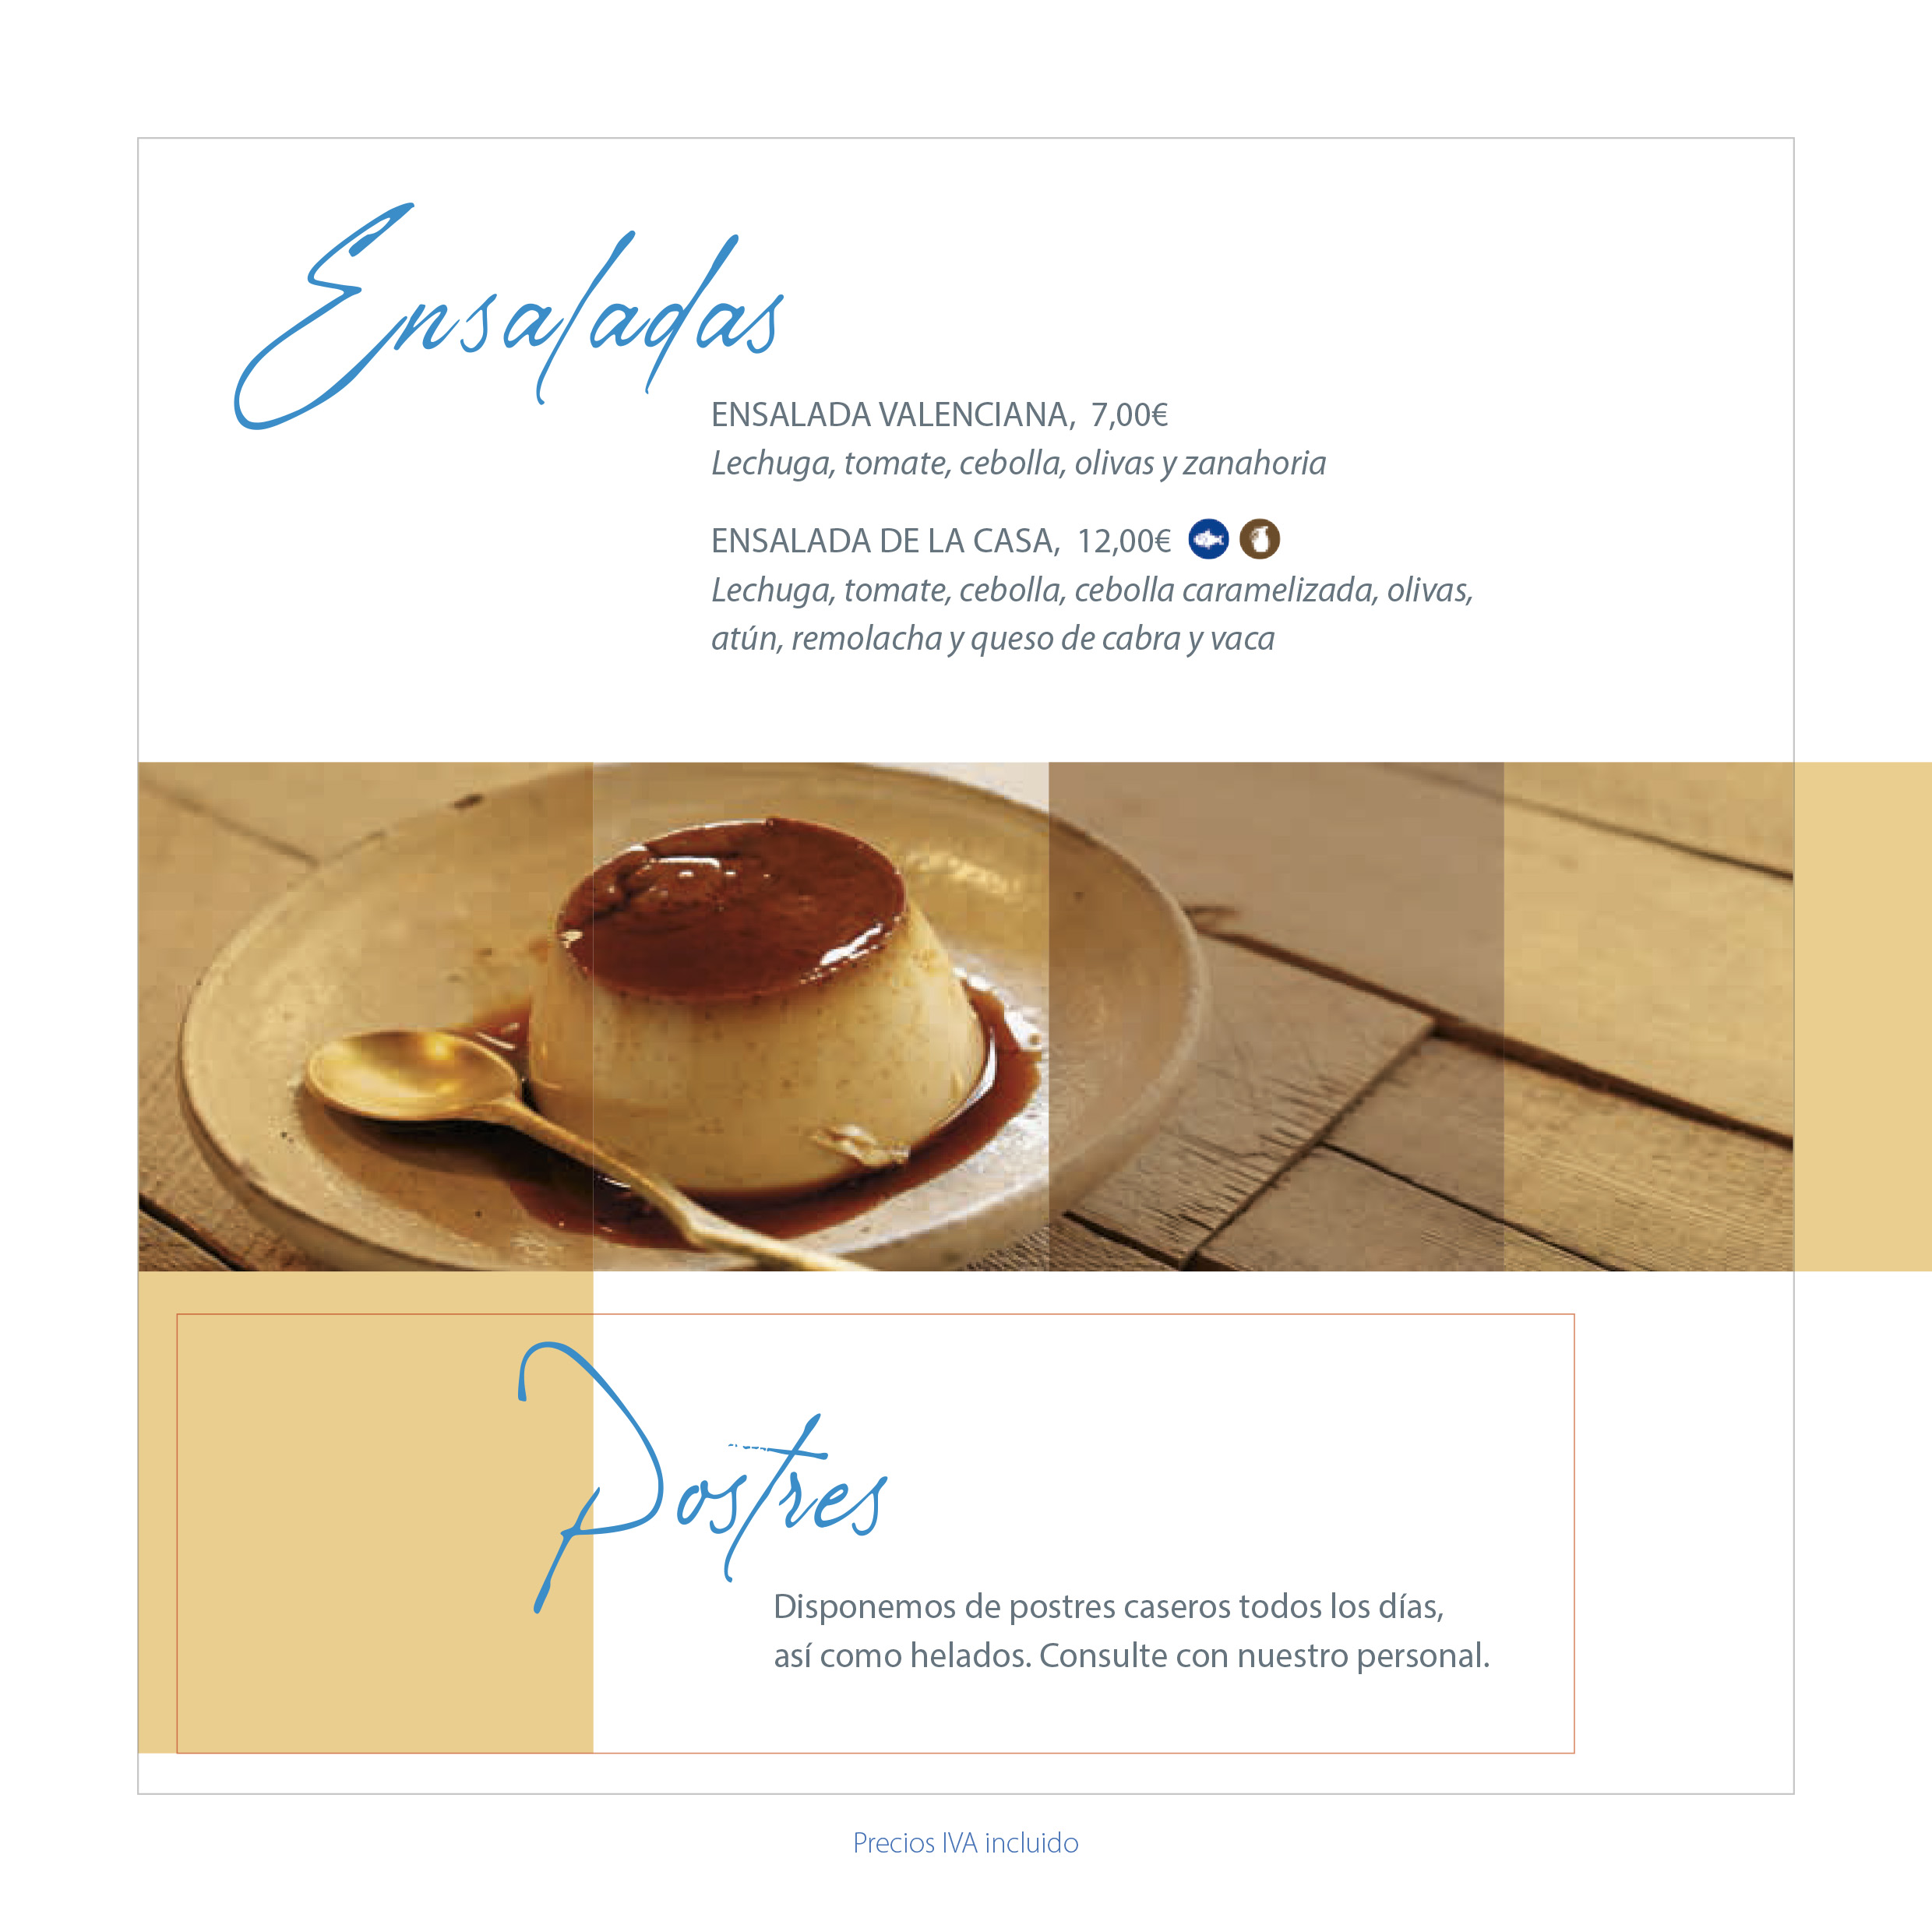 Ensaladas
ENSALADA VALENCIANA, 7,00€
Lechuga, tomate, cebolla, olivas y zanahoria
ENSALADA DE LA CASA, 12,00€
Lechuga, tomate, cebolla, cebolla caramelizada, olivas,
atún, remolacha y queso de cabra y vaca
Postres
Disponemos de postres caseros todos los días,
así como helados. Consulte con nuestro personal.
Precios IVA incluido